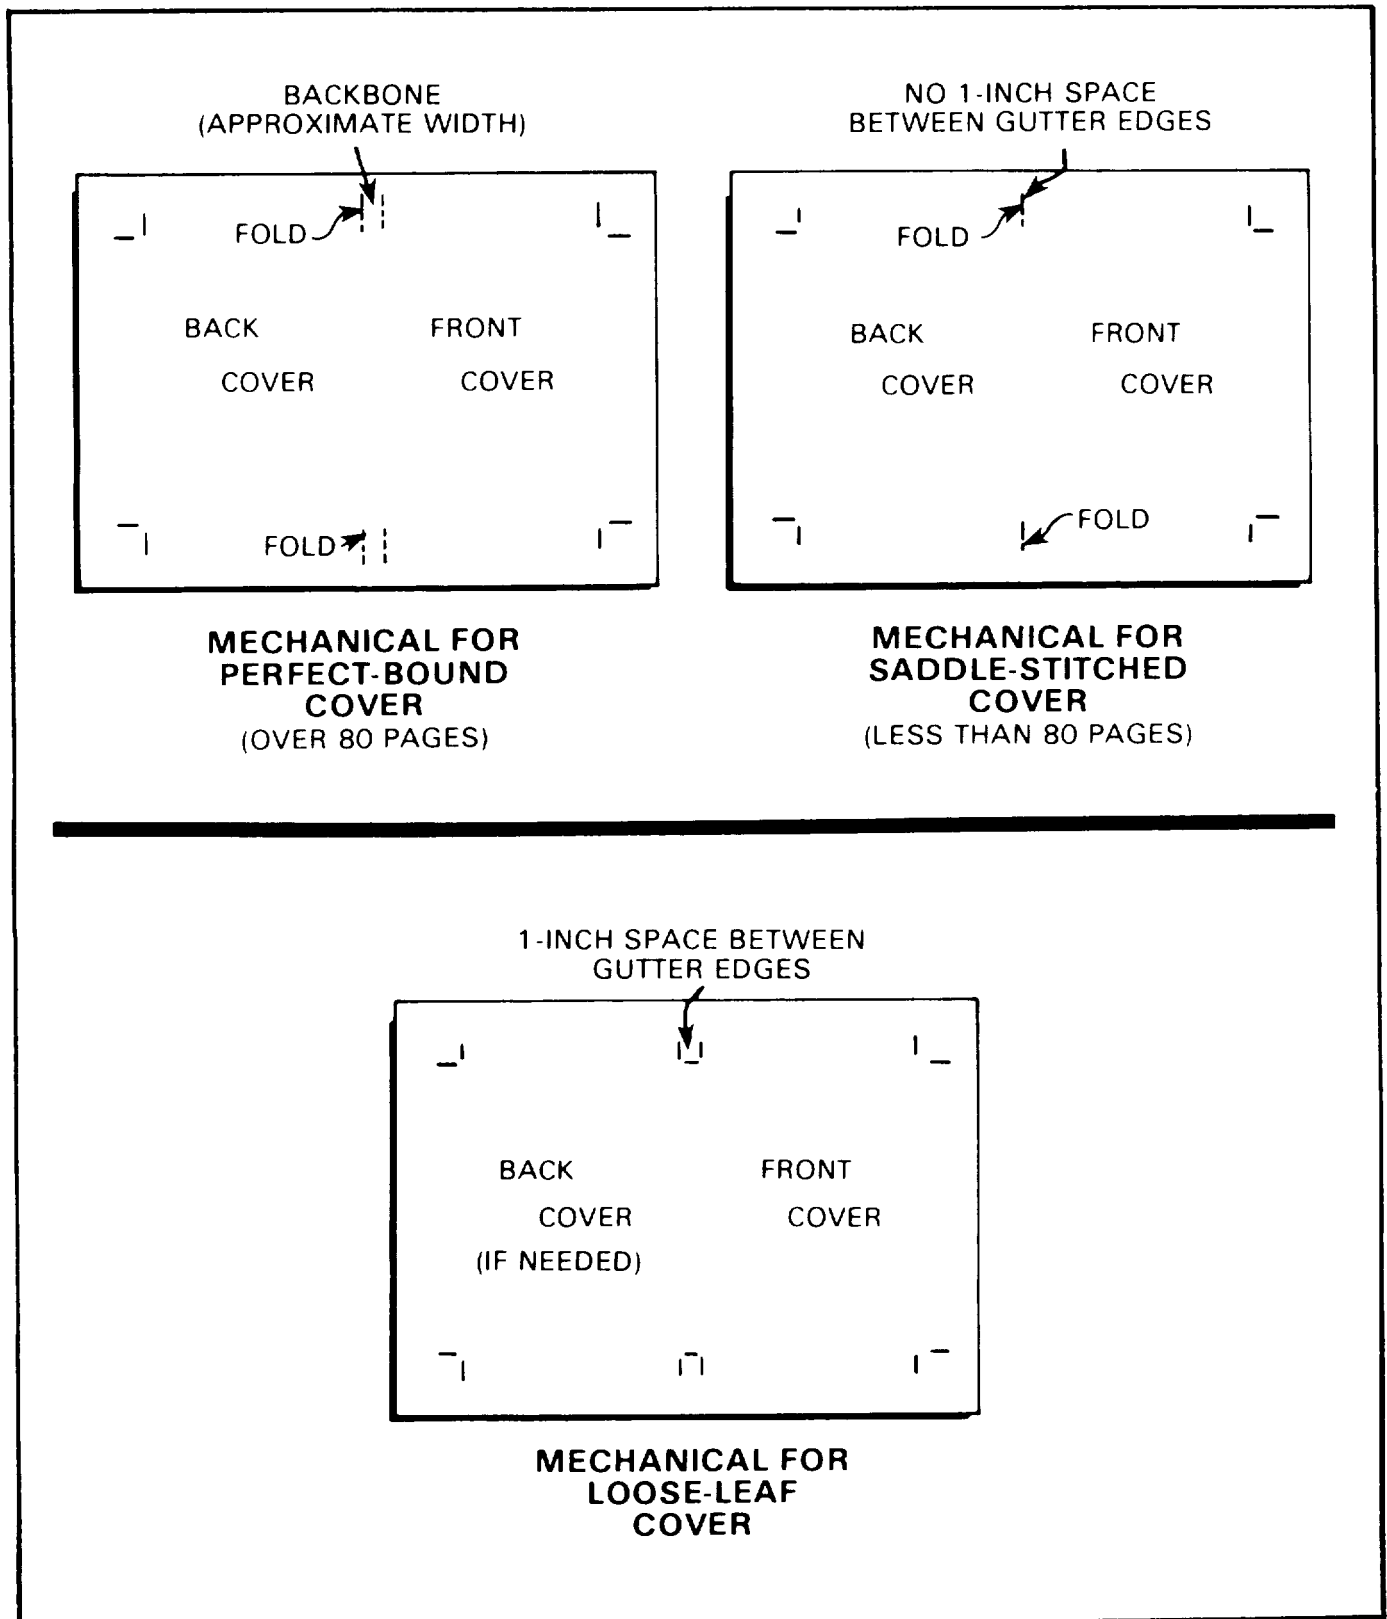 BACKBONE
(APPROXIMATE WIDTH)
FOLD
BACK FRONT
COVER COVER
FOLD
MECHANICAL FOR
PERFECT-BOUND
COVER
(OVER 80 PAGES)
NO 1-INCH SPACE
BETWEEN GUTTER EDGES
FOLD
BACK FRONT
COVER COVER
FOLD
MECHANICAL FOR
SADDLE-STITCHED
COVER
(LESS THAN 80 PAGES)
1-INCH SPACE BETWEEN
GUTTER EDGES
BACK FRONT
COVER COVER
(IF NEEDED)
MECHANICAL FOR
LOOSE-LEAF
COVER